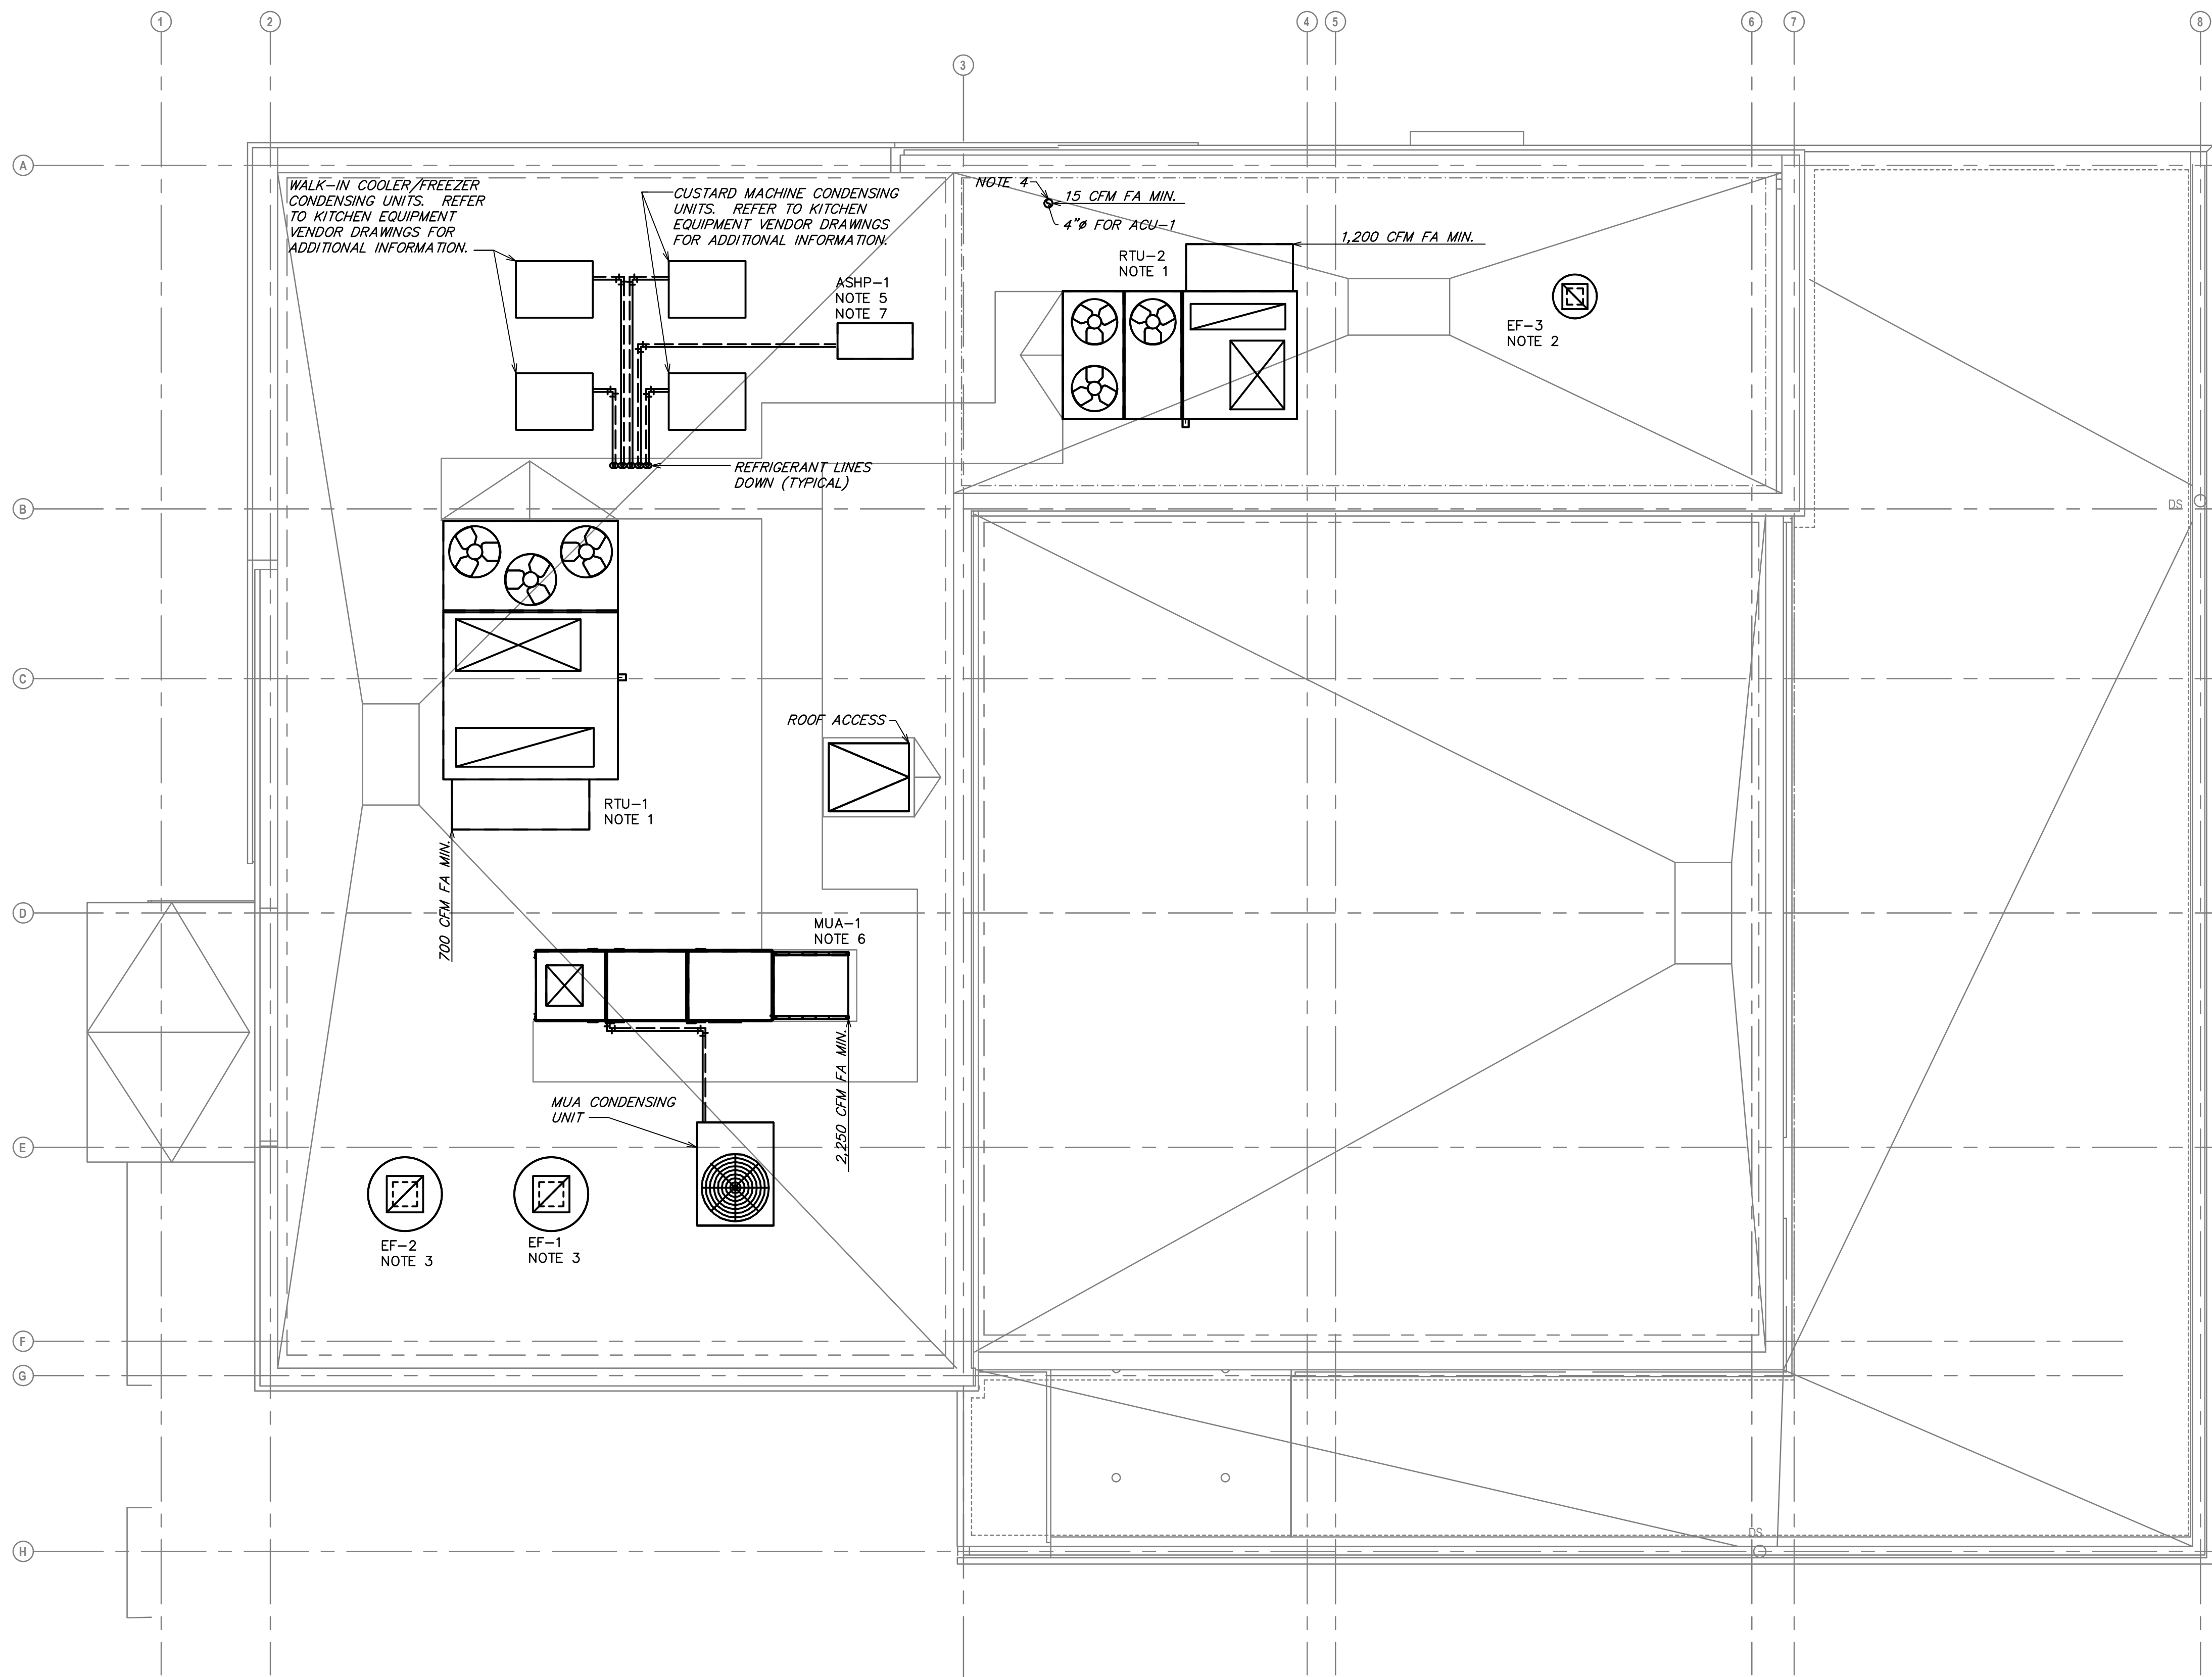 1
2
3
4
5
6
7
8
A
WALK-IN COOLER/FREEZER
CONDENSING UNITS. REFER
TO KITCHEN EQUIPMENT
VENDOR DRAWINGS FOR
ADDITIONAL INFORMATION.
CUSTARD MACHINE CONDENSING
UNITS. REFER TO KITCHEN
EQUIPMENT VENDOR DRAWINGS
FOR ADDITIONAL INFORMATION.
NOTE 4
15 CFM FA MIN.
4"ø FOR ACU-1
1,200 CFM FA MIN.
RTU-2
NOTE 1
ASHP-1
NOTE 5
NOTE 7
EF-3
NOTE 2
REFRIGERANT LINES
DOWN (TYPICAL)
B
DS
C
ROOF ACCESS
RTU-1
NOTE 1
700 CFM FA MIN.
D
MUA-1
NOTE 6
2,250 CFM FA MIN.
MUA CONDENSING
UNIT
E
EF-2
NOTE 3
EF-1
NOTE 3
F
G
DS
H